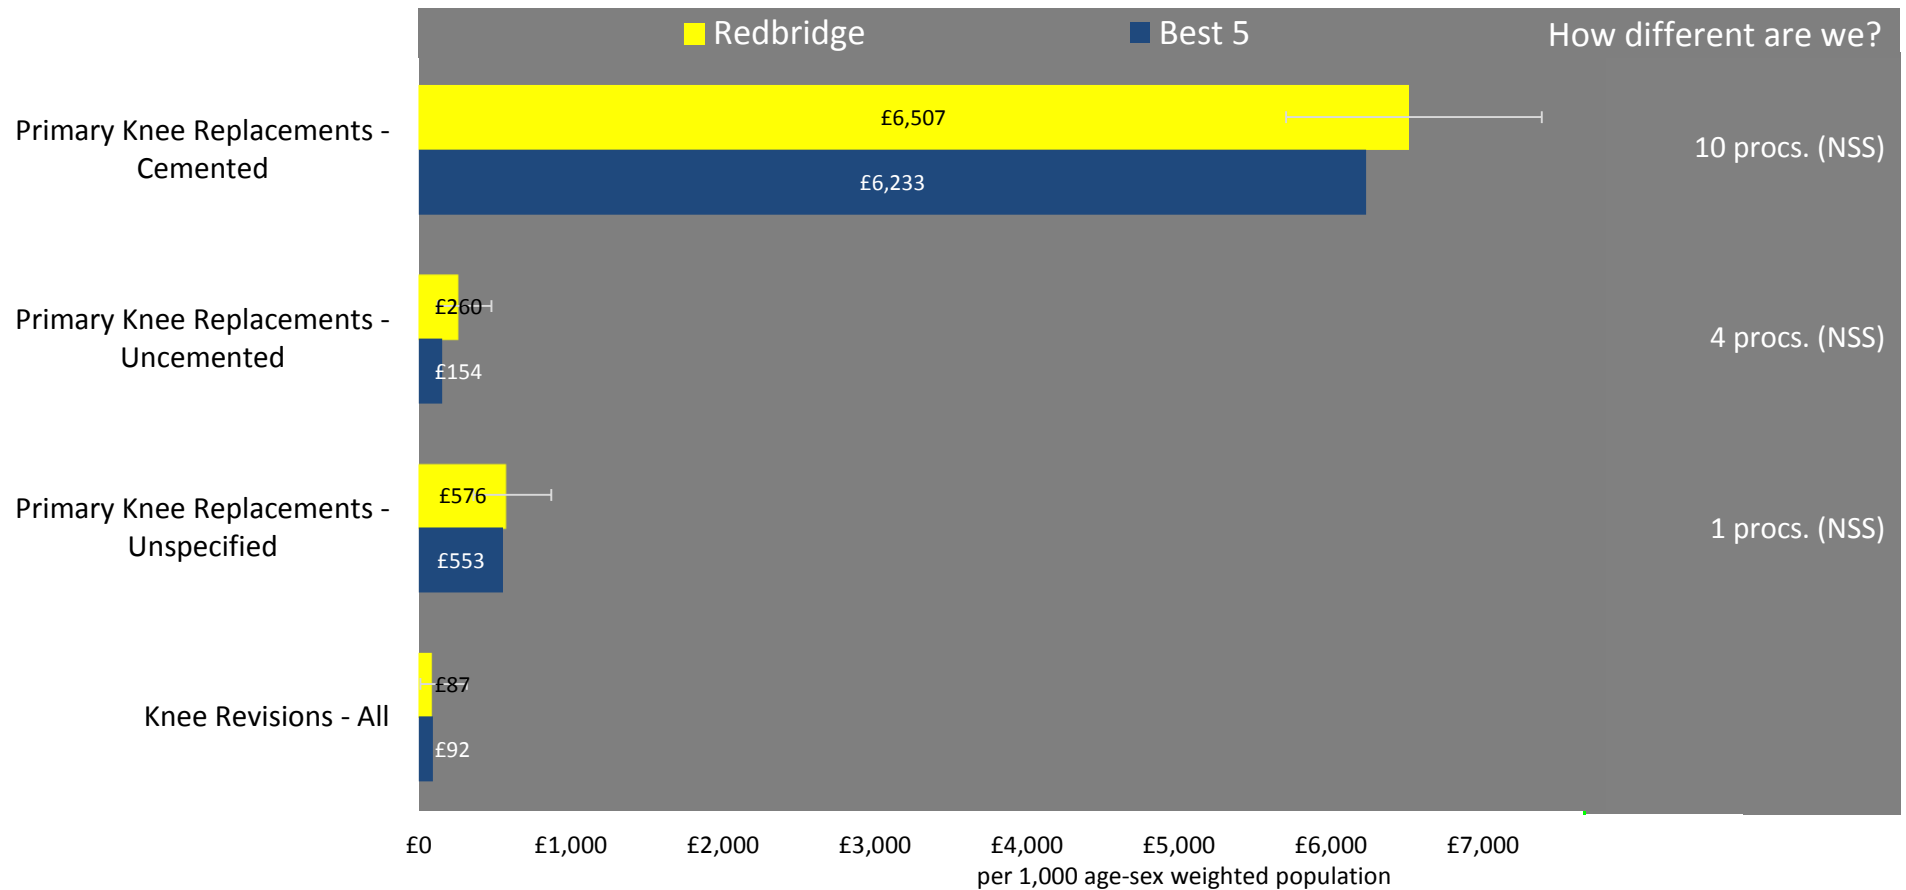 Redbridge
Best 5
How different are we?
Primary Knee Replacements -
Cemented
£6,507
£6,233
10 procs. (NSS)
Primary Knee Replacements -
Uncemented
£260
£154
4 procs. (NSS)
Primary Knee Replacements -
Unspecified
£576
£553
1 procs. (NSS)
Knee Revisions - All
£87
£92
£0 £1,000 £2,000 £3,000 £4,000 £5,000 £6,000 £7,000
per 1,000 age-sex weighted population